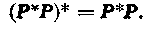 (P*P)* = P*P.